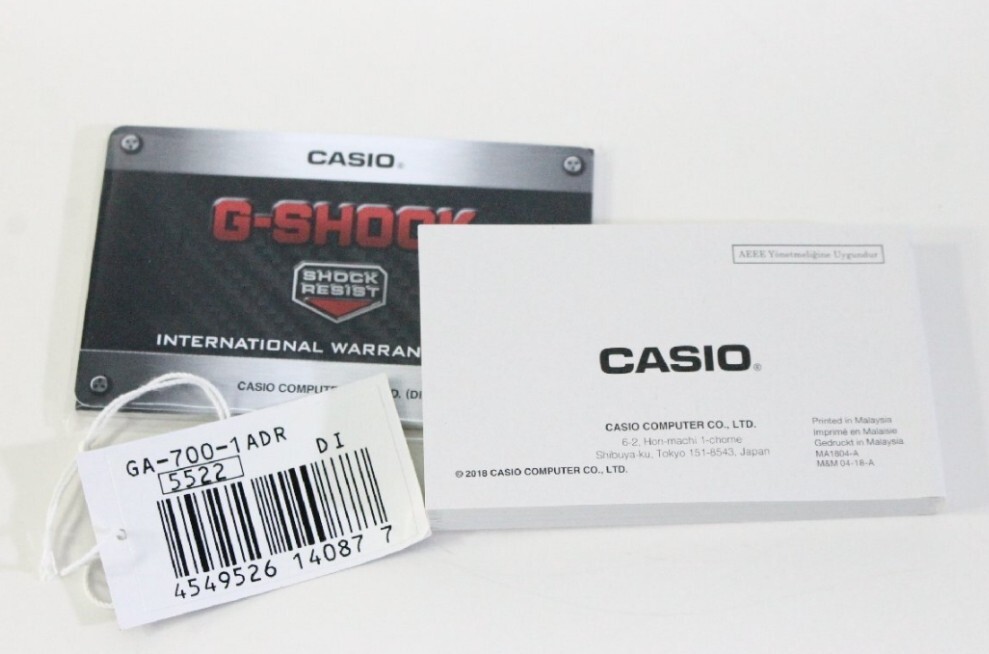 CASIO®
G-SHOCK
SHOCK
RESIST
INTERNATIONAL
CASIO
GA-700-1ADR
5522
DI
4549526 14087 7
AEEE Yönetmeliğine Uygundur
CASIO®
CASIO COMPUTER CO., LTD.
6-2, Hon-machi 1-chome
Shibuya-ku, Tokyo 151-8543, Japan
© 2018 CASIO COMPUTER CO., LTD.
Printed in Malaysia
Imprimé en Malaisie
Gedruckt in Malaysia
MA1804-A
M&M 04-18-A